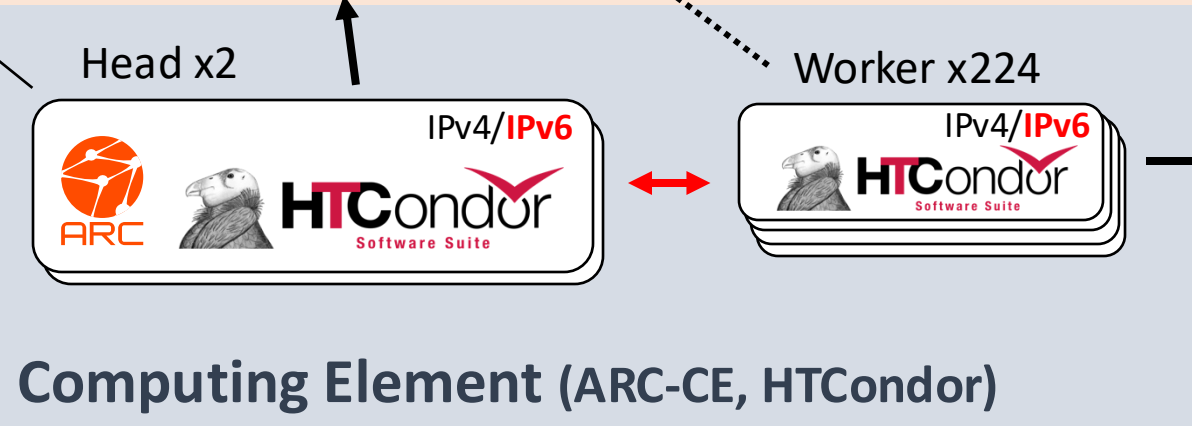 Head x2
Worker x224
IPv4/IPv6
ARC
HTCondor
Software Suite
IPv4/IPv6
HTCondor
Software Suite
Computing Element (ARC-CE, HTCondor)